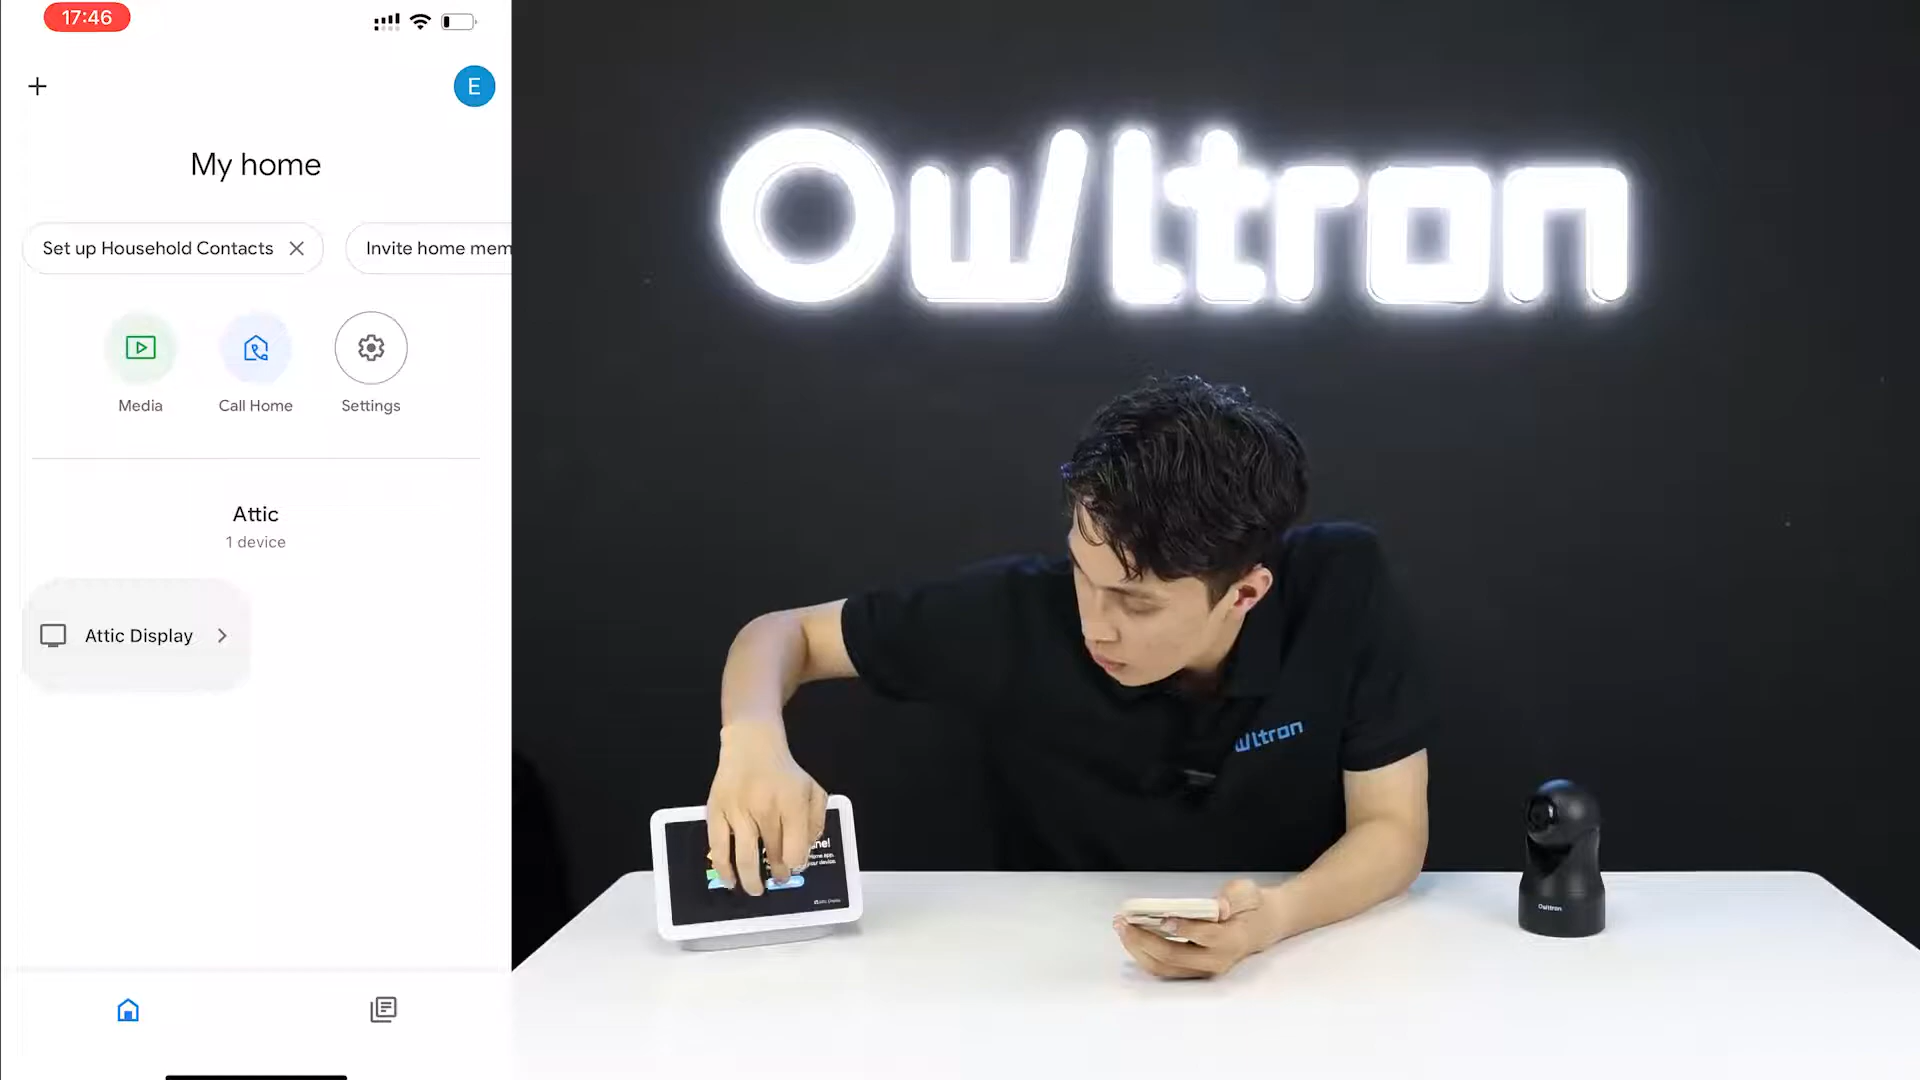 17:46
E
My home
Set up Household Contacts
Invite home mem
Media
Call Home
Settings
Attic
1 device
Attic Display
Owltron
wltron
Owltron